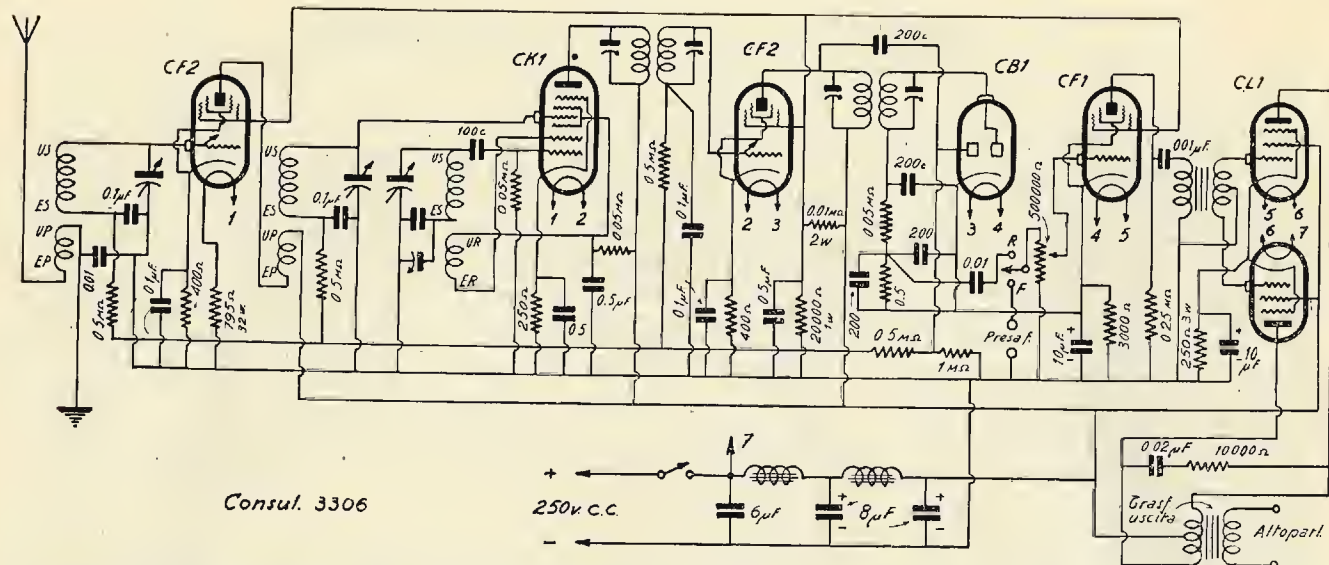 CF2
CK1
CF2
CB1
CF1
CL1
200c
200c
100c
US
ES
UP
EP
0.1µF
0.01
0.5MΩ
0.1µF
400Ω
795Ω
32w
1
US
ES
UP
EP
0.1µF
0.5MΩ
US
ES
UR
ER
0.05MΩ
1
2
250Ω
0.5
0.5µF
0.05MΩ
0.5MΩ
0.1µF
0.1µF
400Ω
2
3
0.5µF
0.01MΩ
2w
20000Ω
1w
0.05MΩ
0.5
200
200
0.01
3
4
R
F
Presa f.
500000Ω
0.5MΩ
1MΩ
4
5
10µF
+
-
3000Ω
0.25MΩ
001µF.
5
6
6
7
250Ω 3w
+
-
10
µF
0.02µF
10000Ω
Trasf.
uscita
Altoparl.
Consul. 3306
+
250v. C.C.
-
7
6µF
8µF
+
-
+
-